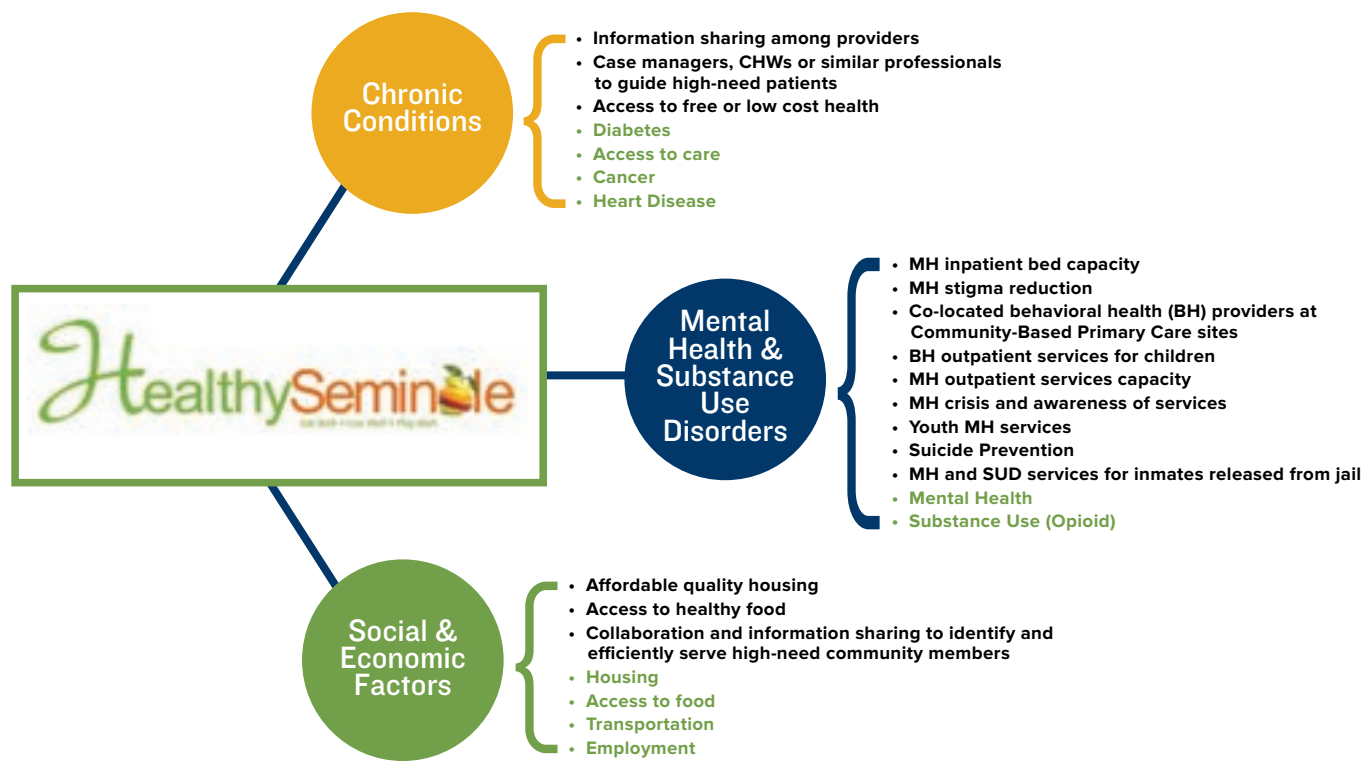 Chronic
Conditions
• Information sharing among providers
• Case managers, CHWs or similar professionals
to guide high-need patients
• Access to free or low cost health
• Diabetes
• Access to care
• Cancer
• Heart Disease
HealthySeminole
Mental
Health &
Substance
Use
Disorders
• MH inpatient bed capacity
• MH stigma reduction
• Co-located behavioral health (BH) providers at
Community-Based Primary Care sites
• BH outpatient services for children
• MH outpatient services capacity
• MH crisis and awareness of services
• Youth MH services
• Suicide Prevention
• MH and SUD services for inmates released from jail
• Mental Health
• Substance Use (Opioid)
Social &
Economic
Factors
• Affordable quality housing
• Access to healthy food
• Collaboration and information sharing to identify and
efficiently serve high-need community members
• Housing
• Access to food
• Transportation
• Employment